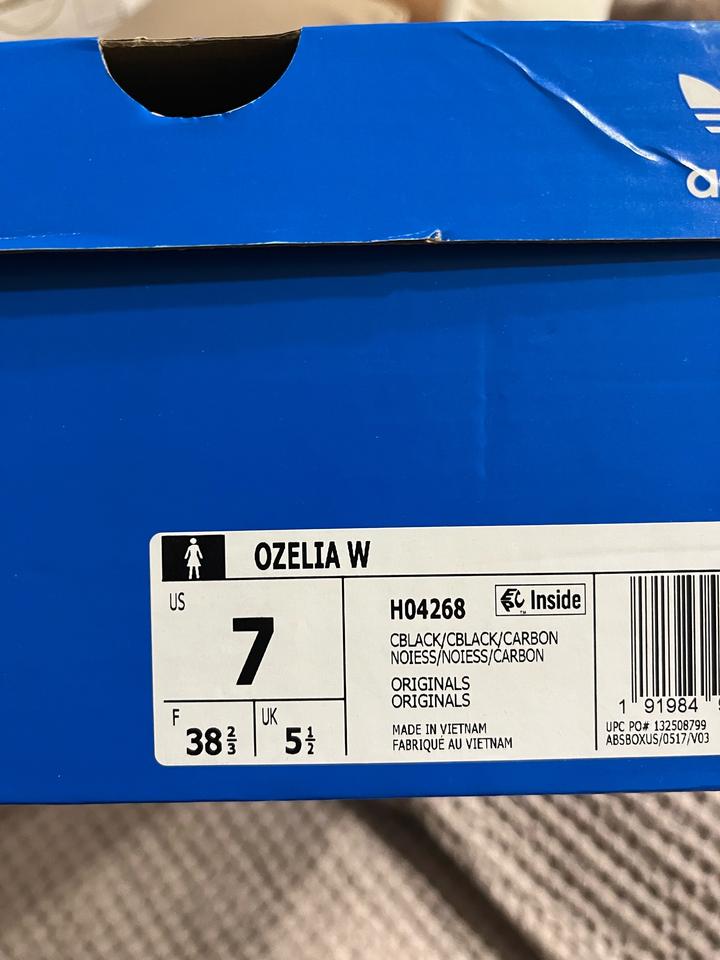 OZELIA W
US
7
F
38 2/3
UK
5 1/2
H04268
Inside
CBLACK/CBLACK/CARBON
NOIESS/NOIESS/CARBON
ORIGINALS
ORIGINALS
MADE IN VIETNAM
FABRIQUÉ AU VIETNAM
1 91984
UPC PO# 132508799
ABSBOXUS/0517/V03